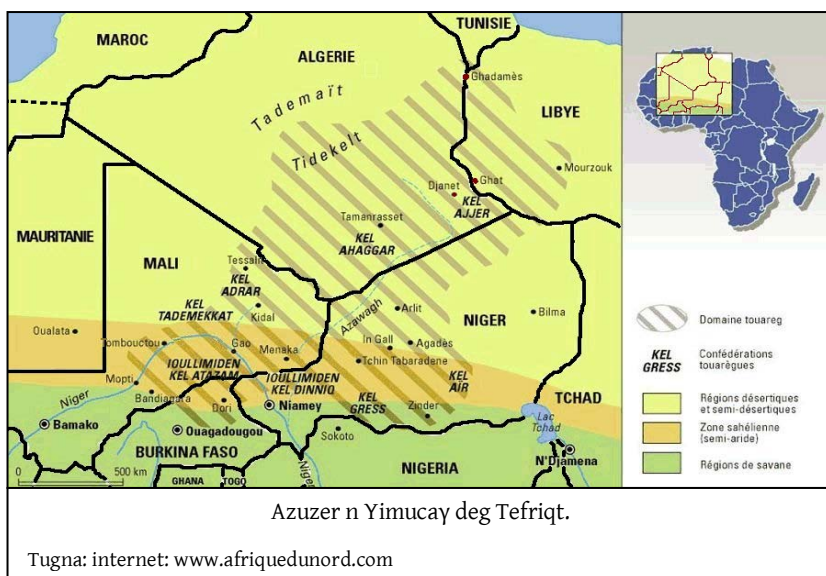 MAROC
ALGERIE
TUNISIE
Ghadamès
LIBYE
Tademaït
Tidekelt
Mourzouk
Djanet
Ghat
KEL
AJJER
Tamanrasset
KEL
AHAGGAR
MAURITANIE
MALI
Tessalit
KEL
ADRAR
Kidal
KEL
TADEMEKKAT
Azawagh
Arlit
NIGER
Bilma
Oualata
Tombouctou
Gao
Menaka
In Gall
Agadès
Tchin Tabaradene
IOULLIMIDEN
KEL ATAZAM
IOULLIMIDEN
KEL DINNIQ
KEL
AÏR
Mopti
Bandiagara
Dori
Niger
Niamey
KEL
GRESS
Zinder
TCHAD
Lac
Tchad
Bamako
Ouagadougou
Sokoto
BURKINA FASO
NIGERIA
N'Djamena
GHANA
TOGO
Niger
0 500 km
Domaine touareg
KEL
GRESS
Confédérations
touarègues
Régions désertiques
et semi-désertiques
Zone sahélienne
(semi-aride)
Régions de savane
Azuzer n Yimucaɣ deg Tefriqt.
Tugna: internet: www.afriquedunord.com